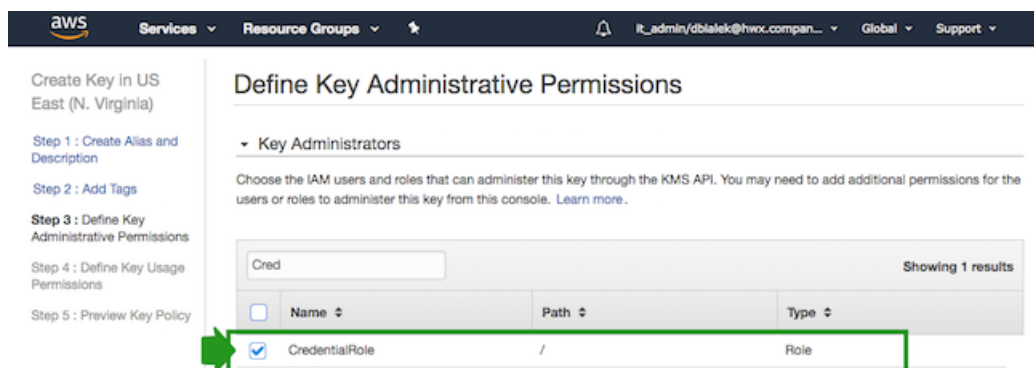 aws Services Resource Groups it_admin/dbialek@hwx.compan... Global Support
Create Key in US
East (N. Virginia)
Step 1 : Create Alias and
Description
Step 2 : Add Tags
Step 3 : Define Key
Administrative Permissions
Step 4 : Define Key Usage
Permissions
Step 5 : Preview Key Policy
Define Key Administrative Permissions
Key Administrators
Choose the IAM users and roles that can administer this key through the KMS API. You may need to add additional permissions for the
users or roles to administer this key from this console. Learn more.
Cred Showing 1 results
Name Path Type
CredentialRole / Role